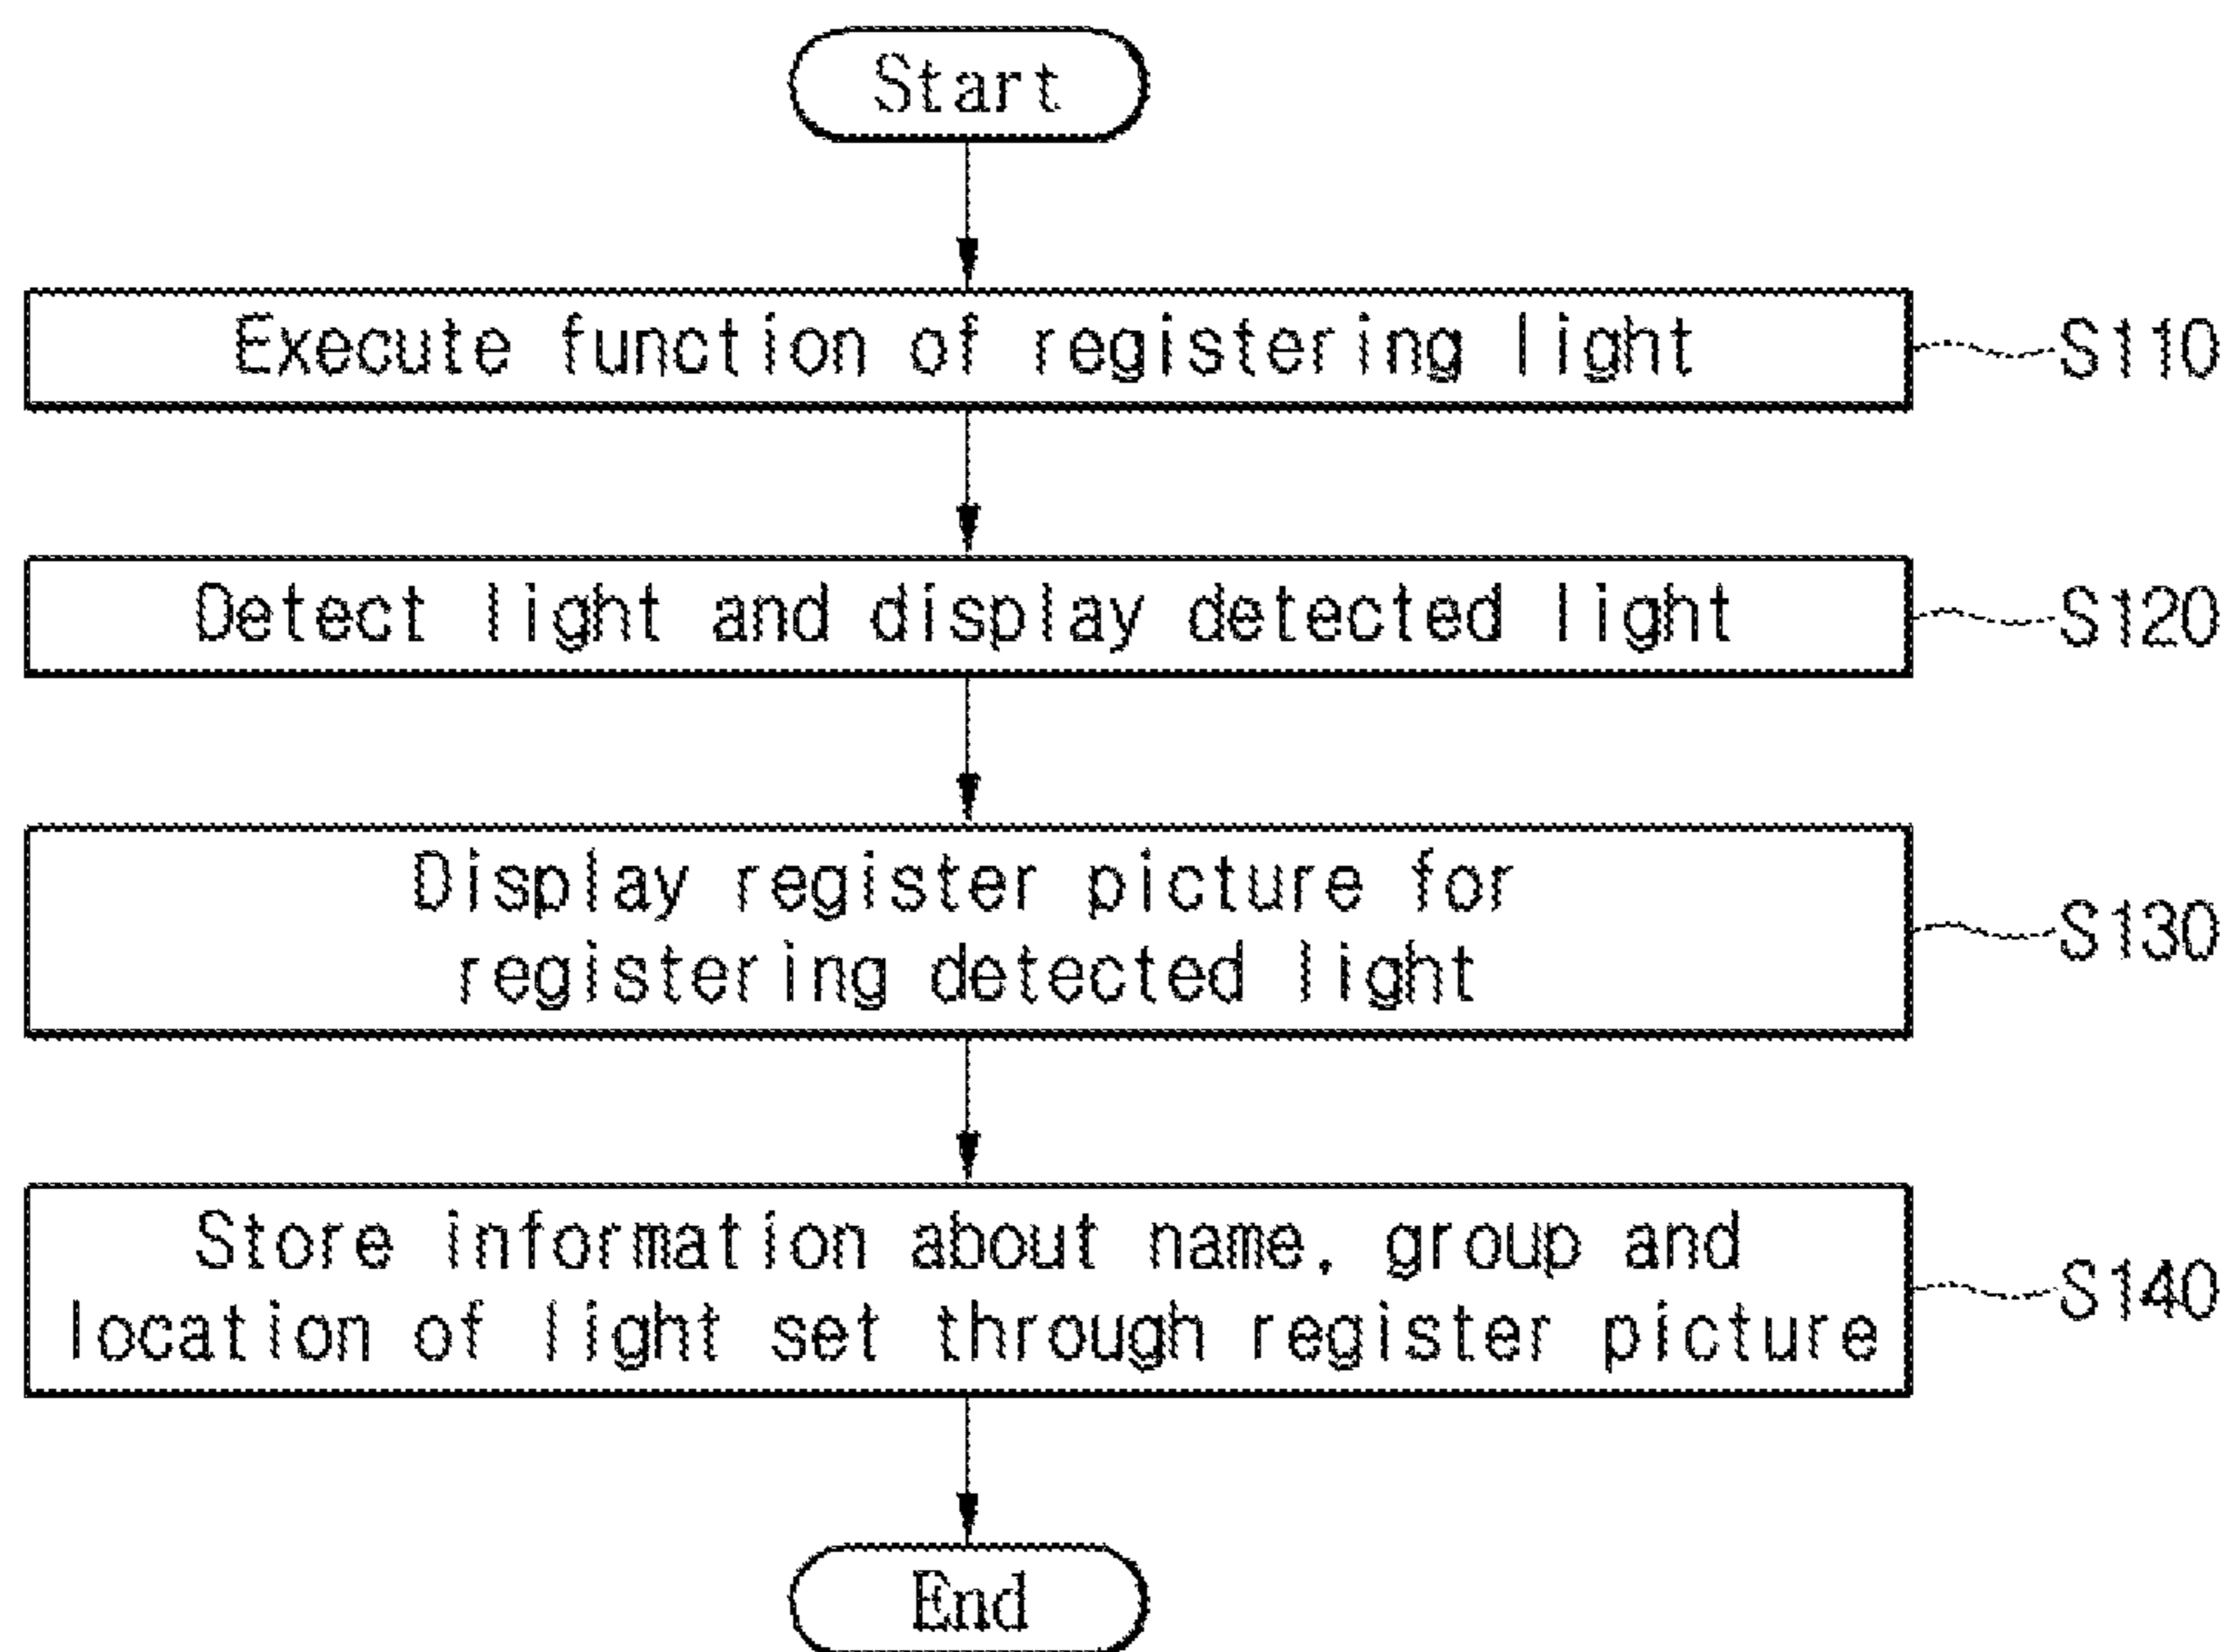 Start
Execute function of registering light
S110
Detect light and display detected light
S120
Display register picture for
registering detected light
S130
Store information about name, group and
location of light set through register picture
S140
End